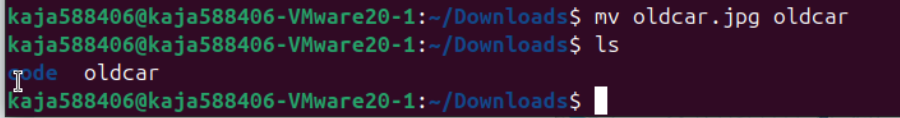 kaja588406@kaja588406-VMware20-1:~/Downloads$ mv oldcar.jpg oldcar
kaja588406@kaja588406-VMware20-1:~/Downloads$ ls
code  oldcar
kaja588406@kaja588406-VMware20-1:~/Downloads$